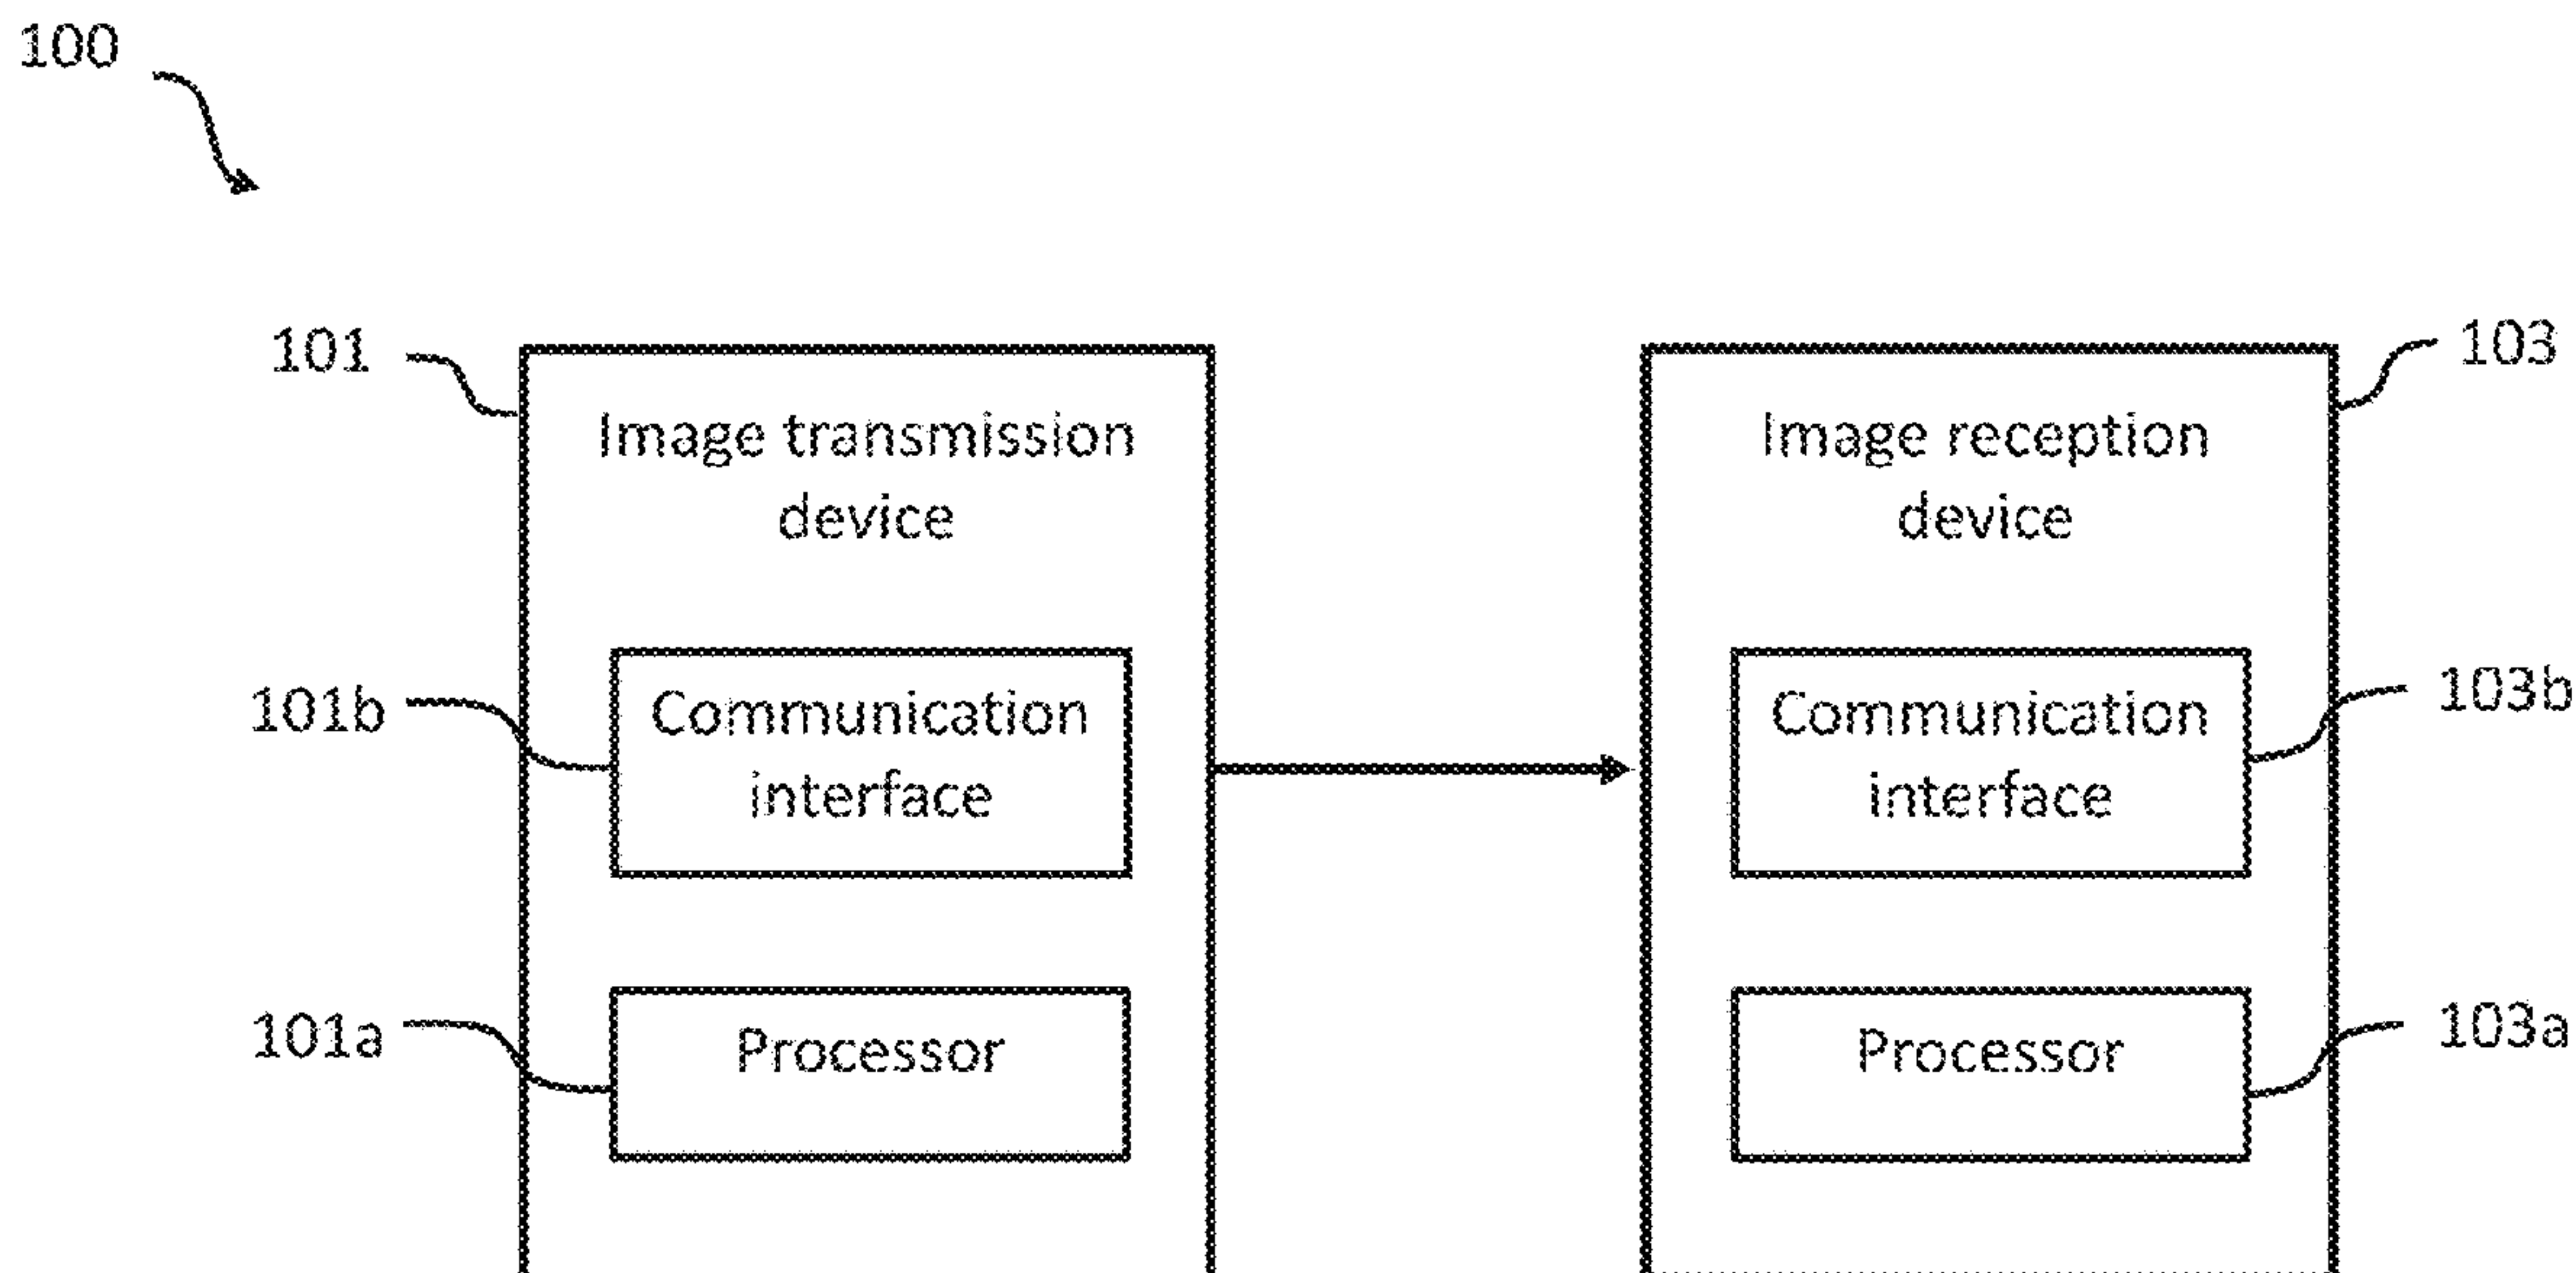 100
101
Image transmission
device
103
Image reception
device
101b
Communication
interface
103b
Communication
interface
101a
Processor
103a
Processor